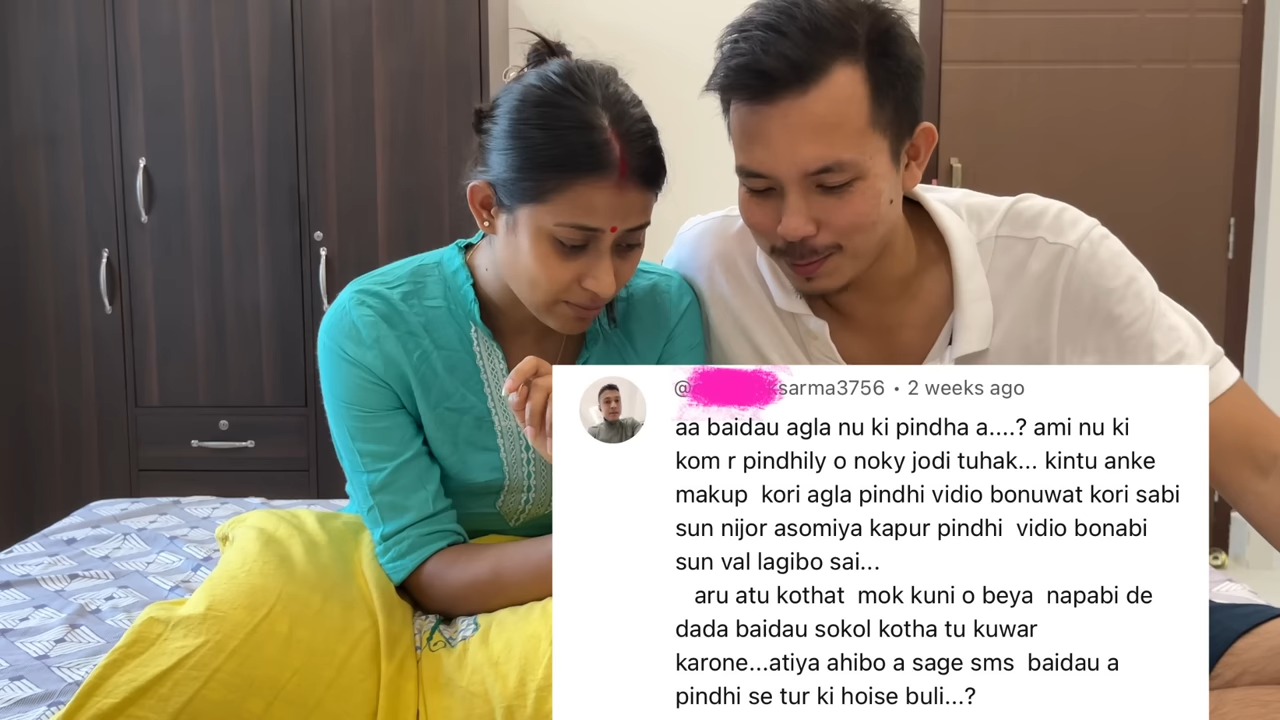 @sarma3756 • 2 weeks ago
aa baidau agla nu ki pindha a....? ami nu ki
kom r pindhily o noky jodi tuhak... kintu anke
makup kori agla pindhi vidio bonuwat kori sabi
sun nijor asomiya kapur pindhi vidio bonabi
sun val lagibo sai...
aru atu kothat mok kuni o beya napabi de
dada baidau sokol kotha tu kuwar
karone...atiya ahibo a sage sms baidau a
pindhi se tur ki hoise buli...?